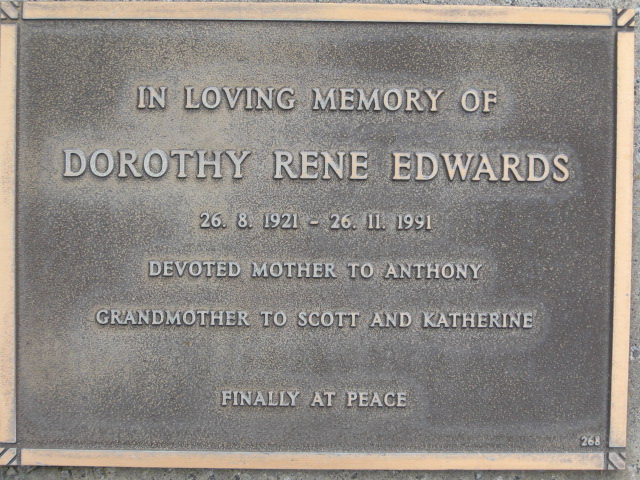 IN LOVING MEMORY OF
DOROTHY RENE EDWARDS
26. 8. 1921 - 26. 11. 1991
DEVOTED MOTHER TO ANTHONY
GRANDMOTHER TO SCOTT AND KATHERINE
FINALLY AT PEACE
268